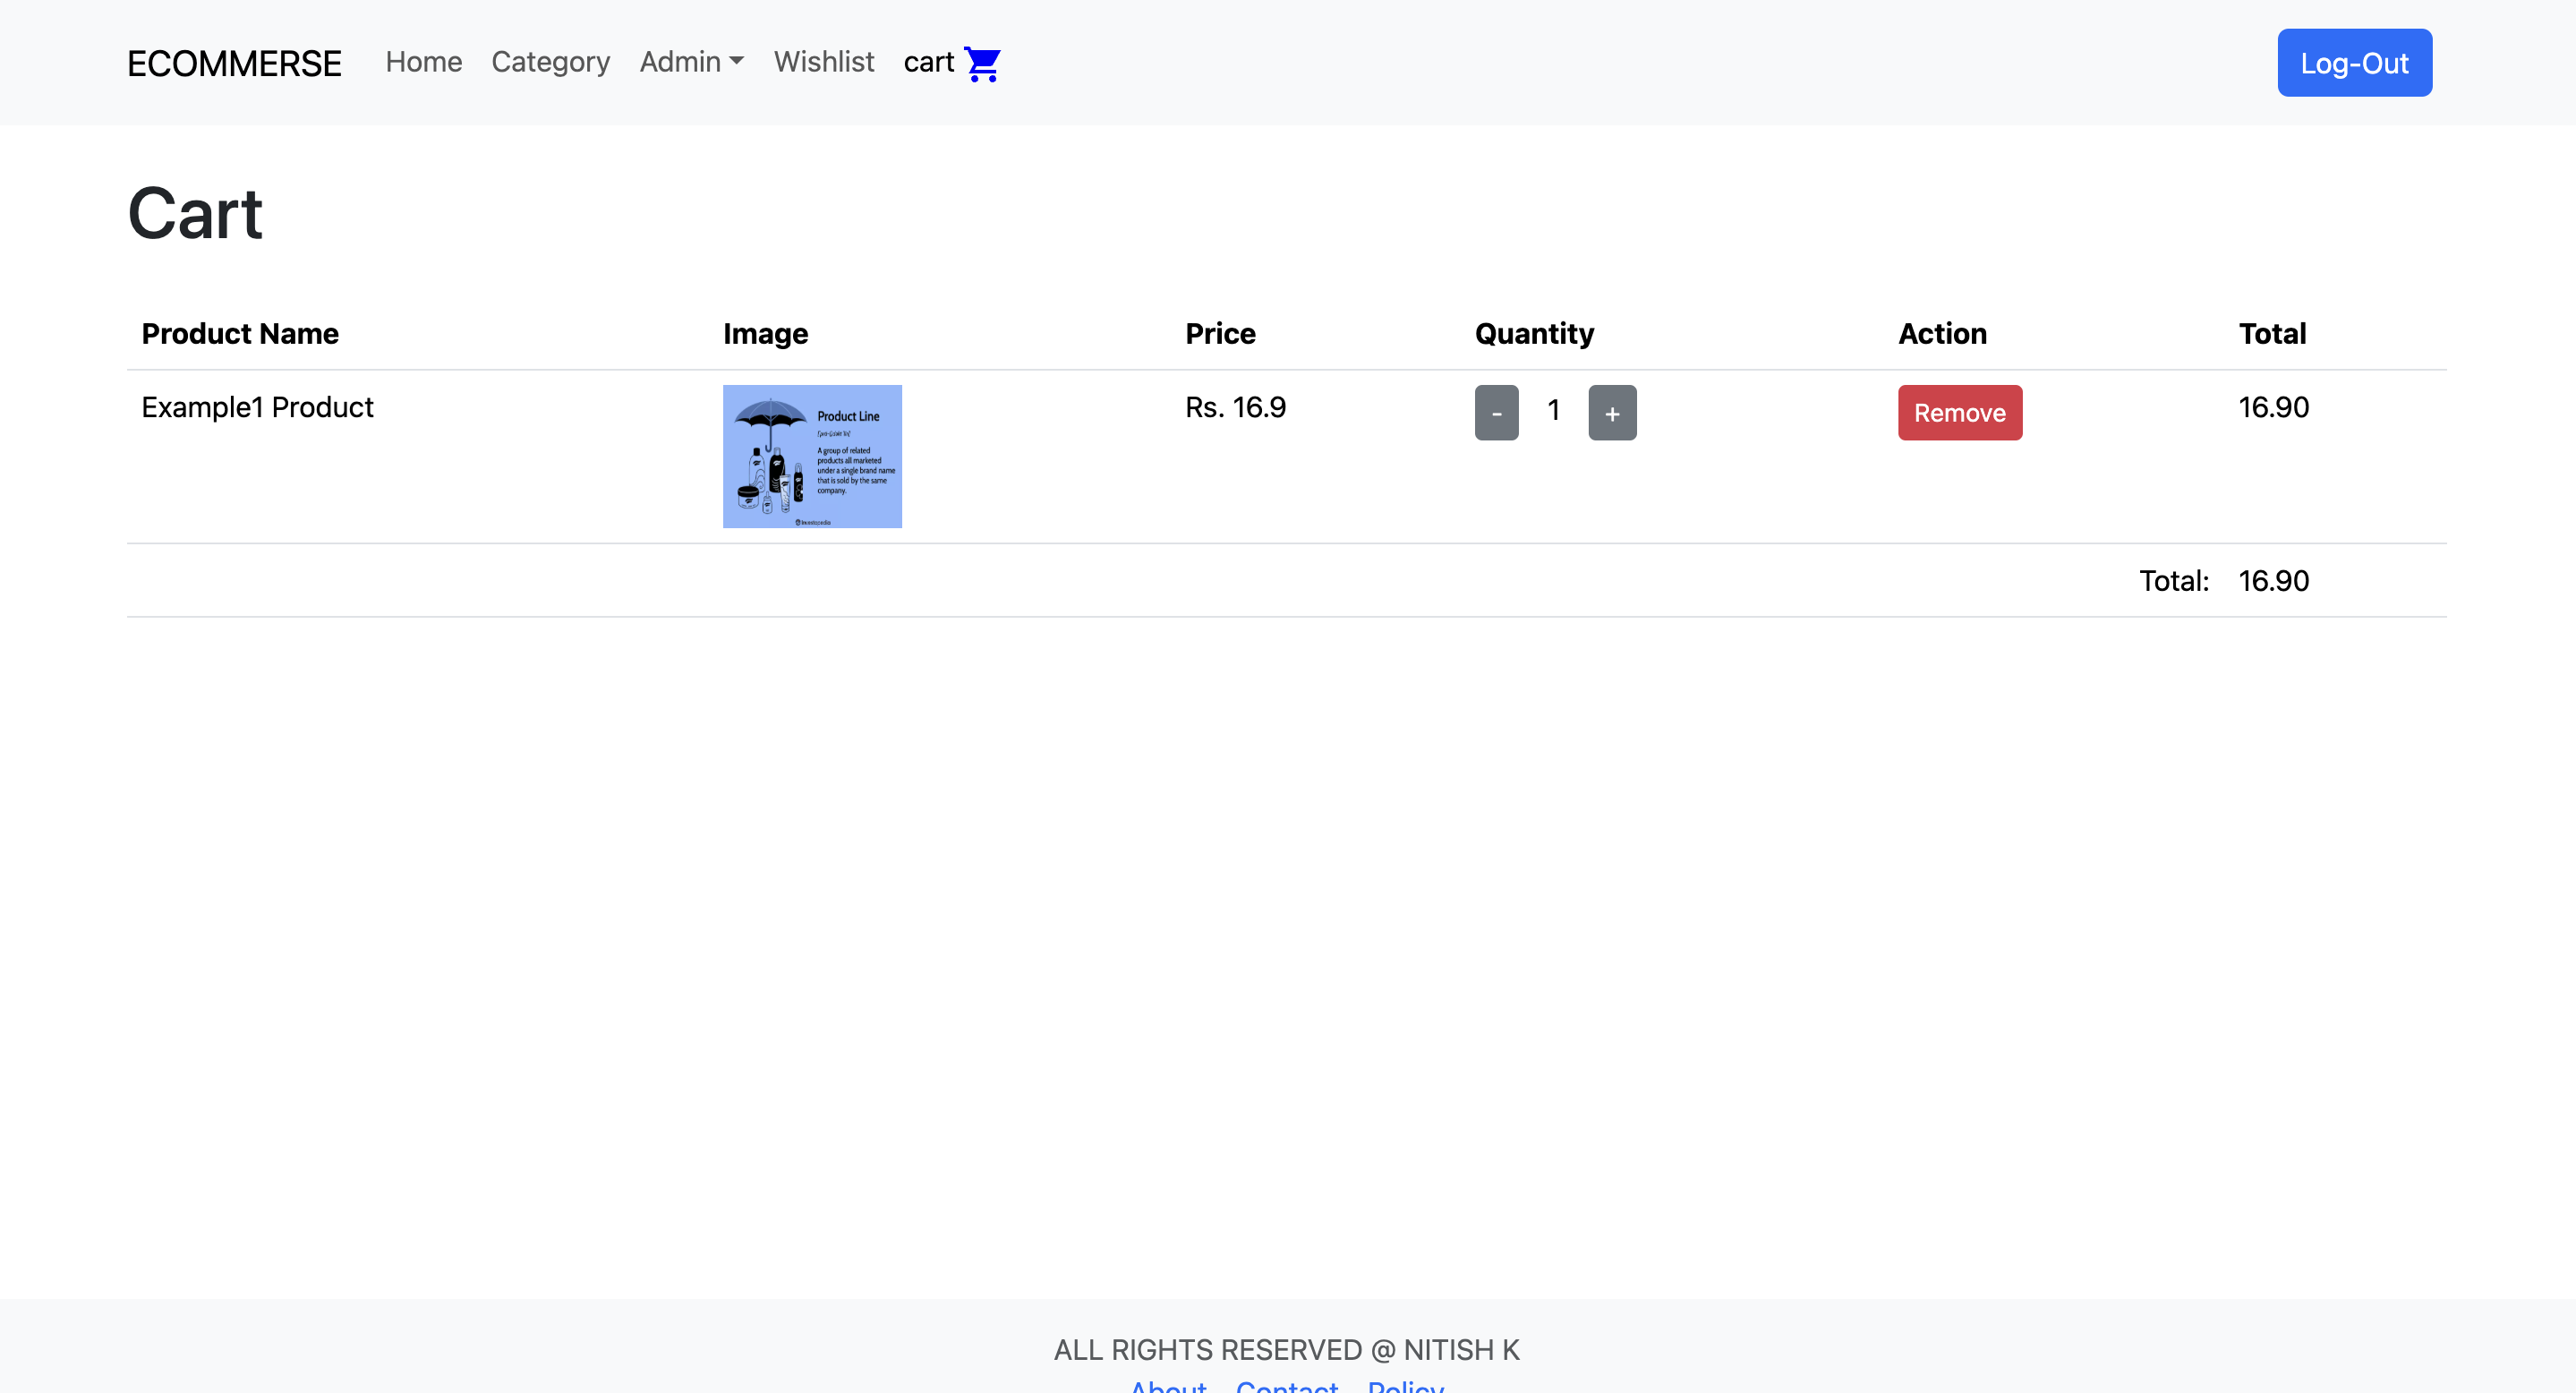 ECOMMERSE Home Category Admin Wishlist cart Log-Out
Cart
Product Name Image Price Quantity Action Total
Example1 Product Rs. 16.9 - 1 + Remove 16.90
Product Line
A group of related
products all marketed
under a single brand name
that is sold by the same
company.
Investopedia
Total: 16.90
ALL RIGHTS RESERVED @ NITISH K
About Contact Policy